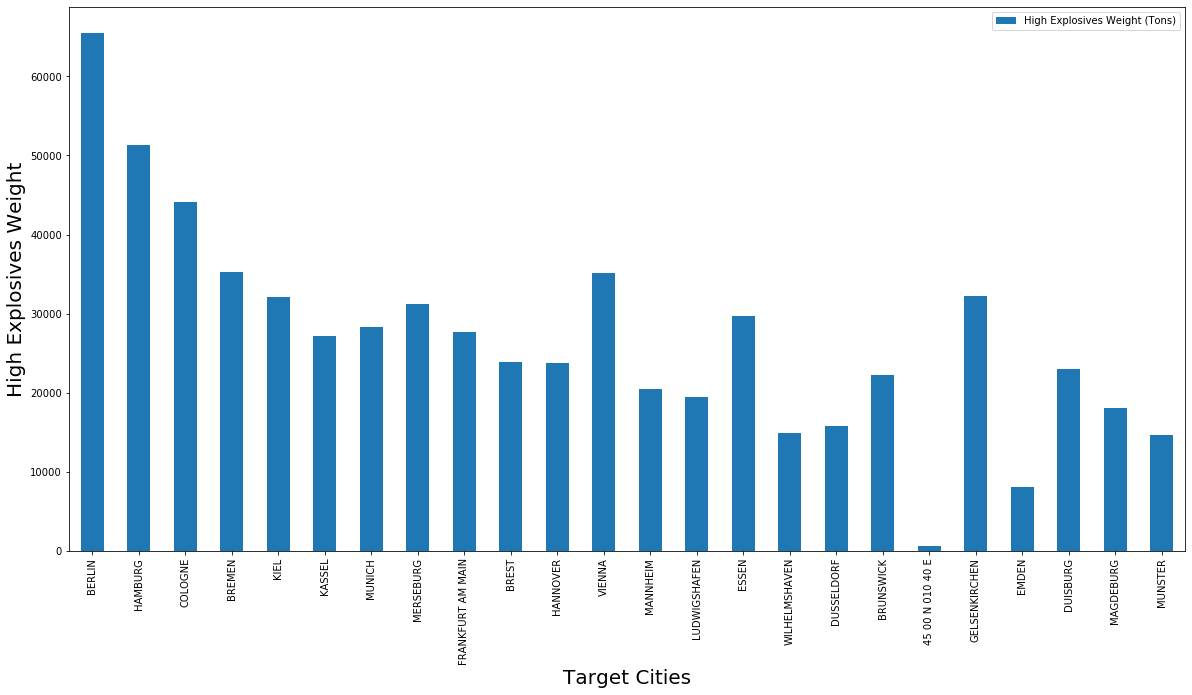 High Explosives Weight (Tons)
High Explosives Weight
60000
50000
40000
30000
20000
10000
0
BERLIN
HAMBURG
COLOGNE
BREMEN
KIEL
KASSEL
MUNICH
MERSEBURG
FRANKFURT AM MAIN
BREST
HANNOVER
VIENNA
MANNHEIM
LUDWIGSHAFEN
ESSEN
WILHELMSHAVEN
DUSSELDORF
BRUNSWICK
45 00 N 010 40 E
GELSENKIRCHEN
EMDEN
DUISBURG
MAGDEBURG
MUNSTER
Target Cities